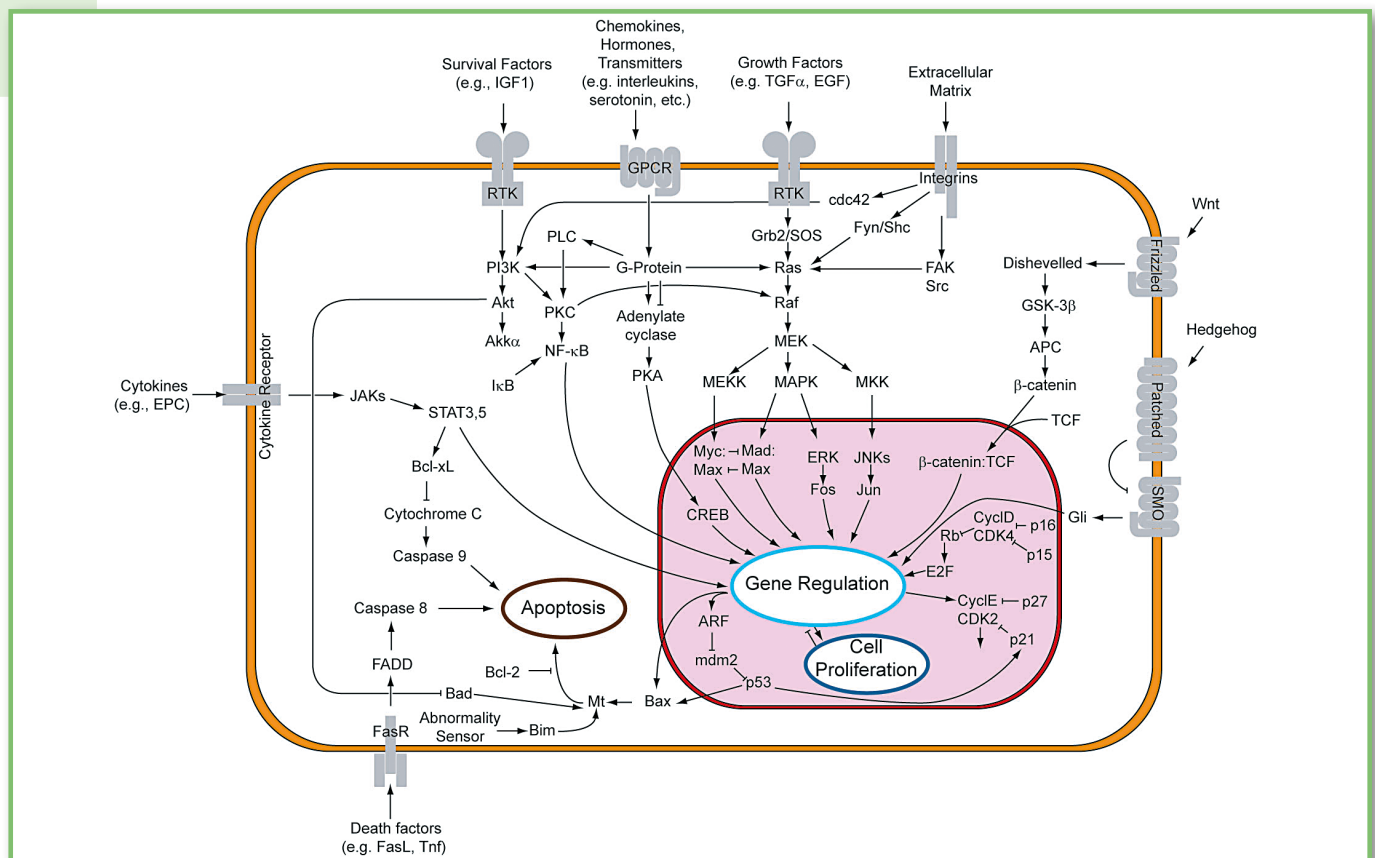 Chemokines,
Hormones,
Transmitters
(e.g. interleukins,
serotonin, etc.)
Survival Factors
(e.g., IGF1)
Growth Factors
(e.g. TGFα, EGF)
Extracellular
Matrix
RTK
GPCR
RTK
Integrins
cdc42
Wnt
Grb2/SOS
Fyn/Shc
PLC
Frizzled
PI3K
G-Protein
Ras
FAK
Src
Dishevelled
Akt
PKC
Adenylate
cyclase
Raf
GSK-3β
Akkα
NF-κB
MEK
APC
Hedgehog
Cytokine Receptor
IκB
PKA
MEKK
MAPK
MKK
β-catenin
Patched
Cytokines
(e.g., EPC)
JAKs
STAT3,5
TCF
Myc:
Max
Mad:
Max
ERK
JNKs
β-catenin:TCF
Bcl-xL
Fos
Jun
SMO
Cytochrome C
CREB
Gli
CyclD
CDK4
p16
Rb
p15
Caspase 9
E2F
Gene Regulation
Caspase 8
Apoptosis
CyclE
CDK2
p27
ARF
p21
FADD
mdm2
Cell
Proliferation
Bcl-2
p53
Bad
Mt
Bax
Abnormality
Sensor
Bim
FasR
Death factors
(e.g. FasL, Tnf)